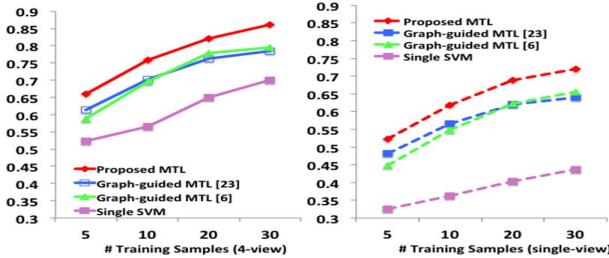 0.9
0.85
0.8
0.75
0.7
0.65
0.6
0.55
0.5
0.45
0.4
0.35
0.3
Proposed MTL
Graph-guided MTL [23]
Graph-guided MTL [6]
Single SVM
5 10 20 30
# Training Samples (4-view)
0.9
0.85
0.8
0.75
0.7
0.65
0.6
0.55
0.5
0.45
0.4
0.35
0.3
Proposed MTL
Graph-guided MTL [23]
Graph-guided MTL [6]
Single SVM
5 10 20 30
# Training Samples (single-view)